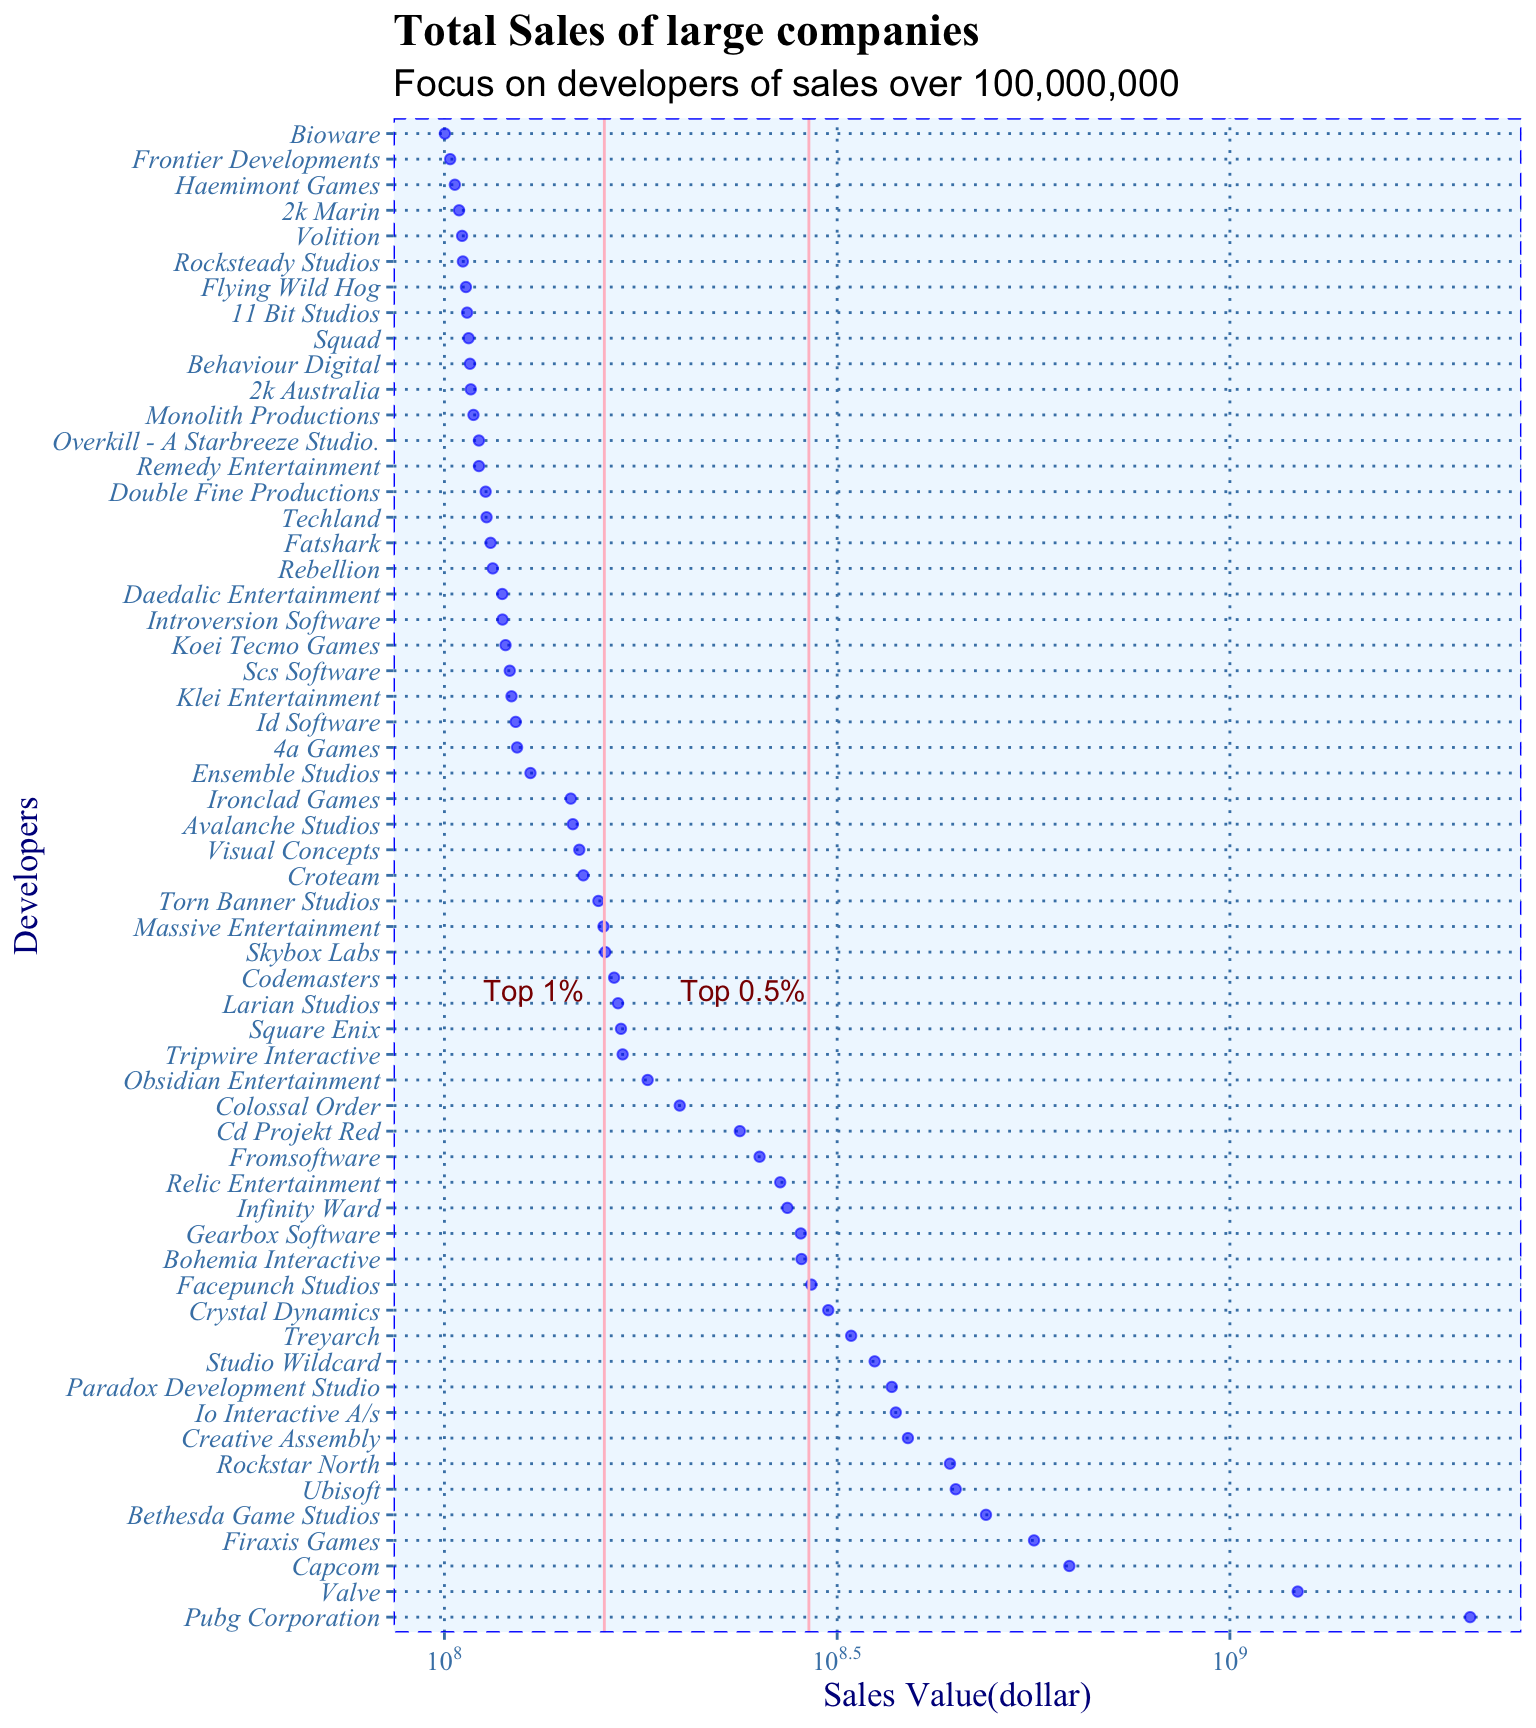 Total Sales of large companies
Focus on developers of sales over 100,000,000
Developers
Bioware
Frontier Developments
Haemimont Games
2k Marin
Volition
Rocksteady Studios
Flying Wild Hog
11 Bit Studios
Squad
Behaviour Digital
2k Australia
Monolith Productions
Overkill - A Starbreeze Studio.
Remedy Entertainment
Double Fine Productions
Techland
Fatshark
Rebellion
Daedalic Entertainment
Introversion Software
Koei Tecmo Games
Scs Software
Klei Entertainment
Id Software
4a Games
Ensemble Studios
Ironclad Games
Avalanche Studios
Visual Concepts
Croteam
Torn Banner Studios
Massive Entertainment
Skybox Labs
Codemasters
Larian Studios
Square Enix
Tripwire Interactive
Obsidian Entertainment
Colossal Order
Cd Projekt Red
Fromsoftware
Relic Entertainment
Infinity Ward
Gearbox Software
Bohemia Interactive
Facepunch Studios
Crystal Dynamics
Treyarch
Studio Wildcard
Paradox Development Studio
Io Interactive A/s
Creative Assembly
Rockstar North
Ubisoft
Bethesda Game Studios
Firaxis Games
Capcom
Valve
Pubg Corporation
Top 1%
Top 0.5%
10^8
10^8.5
10^9
Sales Value(dollar)